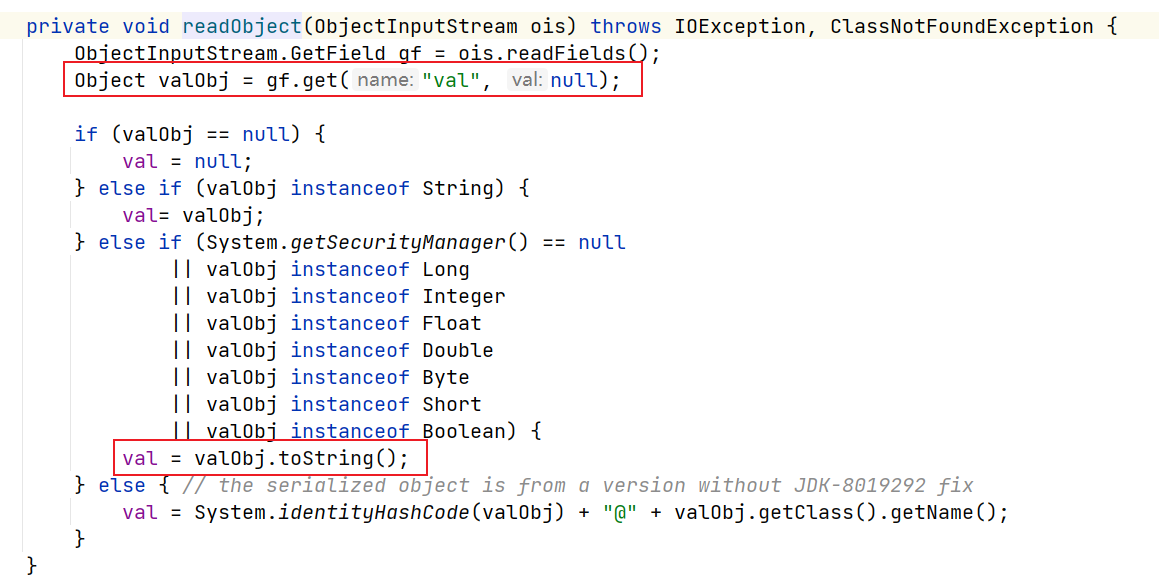 private void readObject(ObjectInputStream ois) throws IOException, ClassNotFoundException {
    ObjectInputStream.GetField gf = ois.readFields();
    Object valObj = gf.get( name: "val", val: null);

    if (valObj == null) {
        val = null;
    } else if (valObj instanceof String) {
        val= valObj;
    } else if (System.getSecurityManager() == null
            || valObj instanceof Long
            || valObj instanceof Integer
            || valObj instanceof Float
            || valObj instanceof Double
            || valObj instanceof Byte
            || valObj instanceof Short
            || valObj instanceof Boolean) {
        val = valObj.toString();
    } else { // the serialized object is from a version without JDK-8019292 fix
        val = System.identityHashCode(valObj) + "@" + valObj.getClass().getName();
    }
}